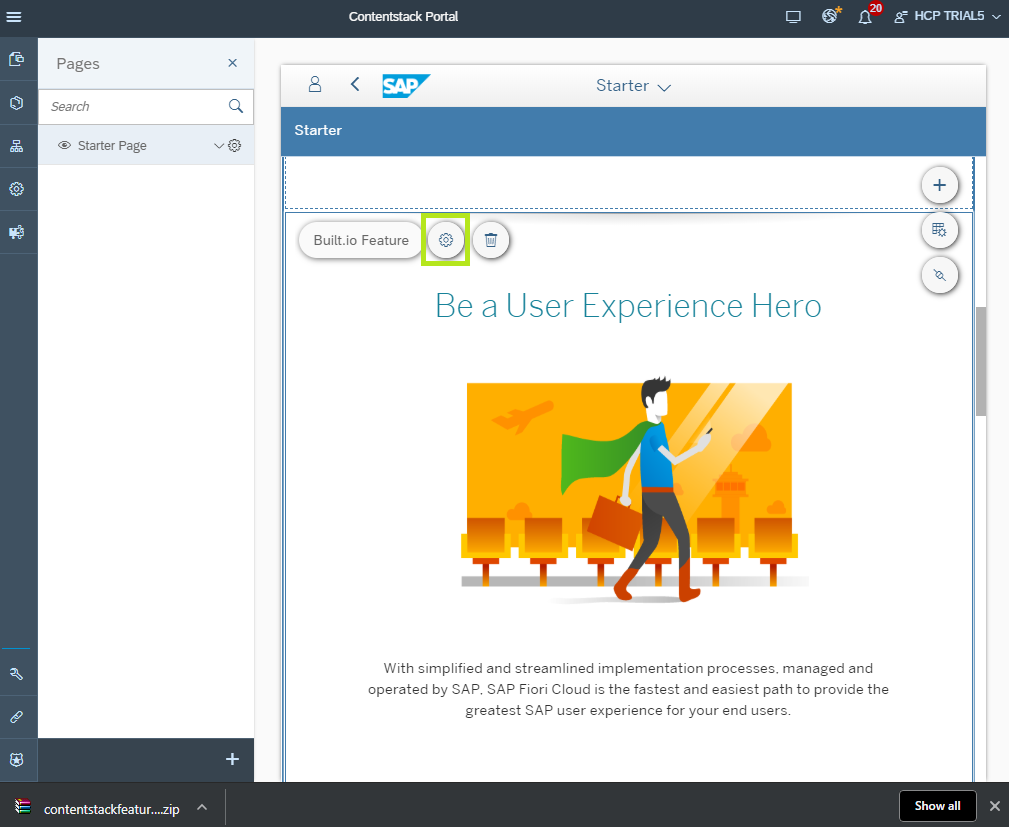 Contentstack Portal
20
HCP TRIAL5
Pages
Search
Starter Page
SAP
Starter
Starter
Built.io Feature
Be a User Experience Hero
With simplified and streamlined implementation processes, managed and
operated by SAP, SAP Fiori Cloud is the fastest and easiest path to provide the
greatest SAP user experience for your end users.
contentstackfeatur....zip
Show all